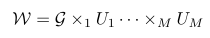 𝒲 = 𝒢 ×₁ U₁ ⋯ ×_M U_M